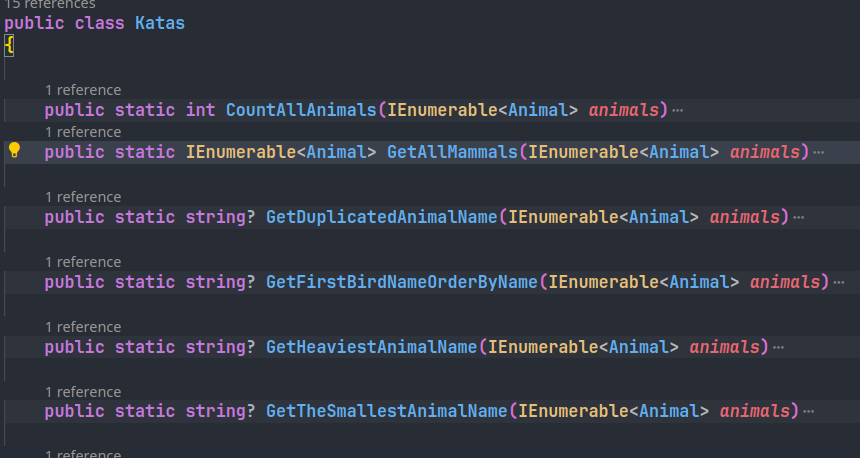 15 references
public class Katas
{
1 reference
public static int CountAllAnimals(IEnumerable<Animal> animals)…
1 reference
public static IEnumerable<Animal> GetAllMammals(IEnumerable<Animal> animals)…
1 reference
public static string? GetDuplicatedAnimalName(IEnumerable<Animal> animals)…
1 reference
public static string? GetFirstBirdNameOrderByName(IEnumerable<Animal> animals)…
1 reference
public static string? GetHeaviestAnimalName(IEnumerable<Animal> animals)…
1 reference
public static string? GetTheSmallestAnimalName(IEnumerable<Animal> animals)…
1 reference